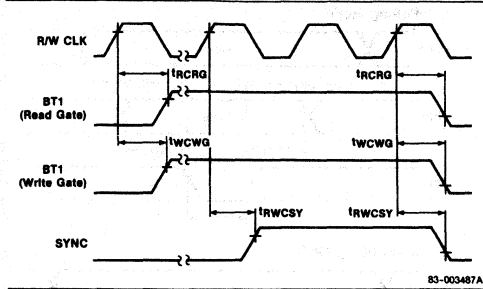 R/W CLK
tRCRG tRCRG
BT1
(Read Gate)
tWCWG tWCWG
BT1
(Write Gate)
tRWCSY tRWCSY
SYNC
83-003487A